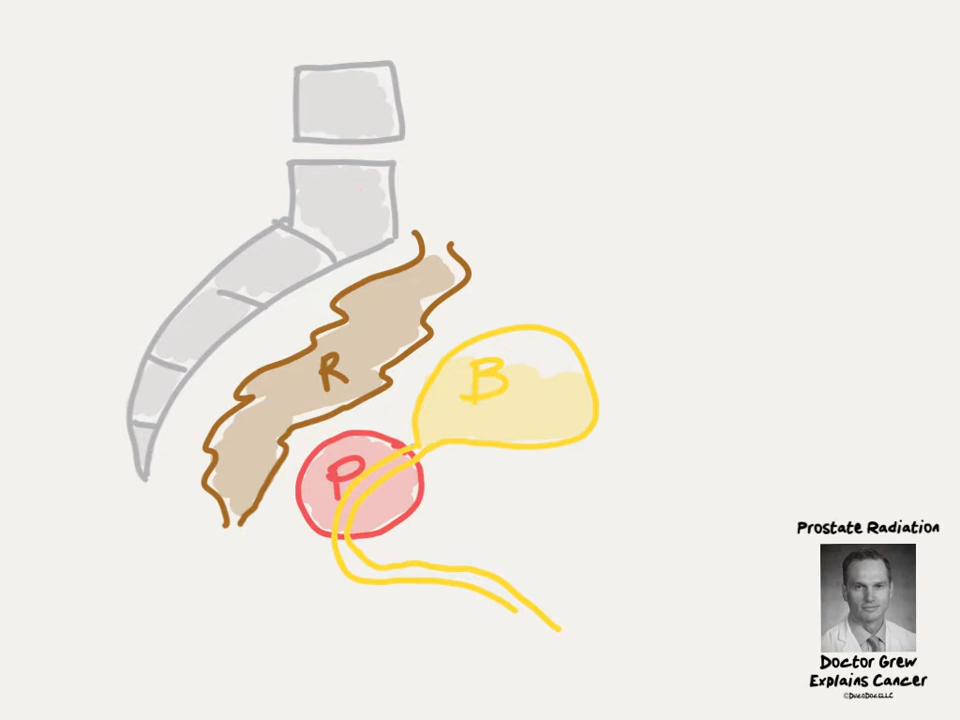 R
B
P
Prostate Radiation
Doctor Grew
Explains Cancer